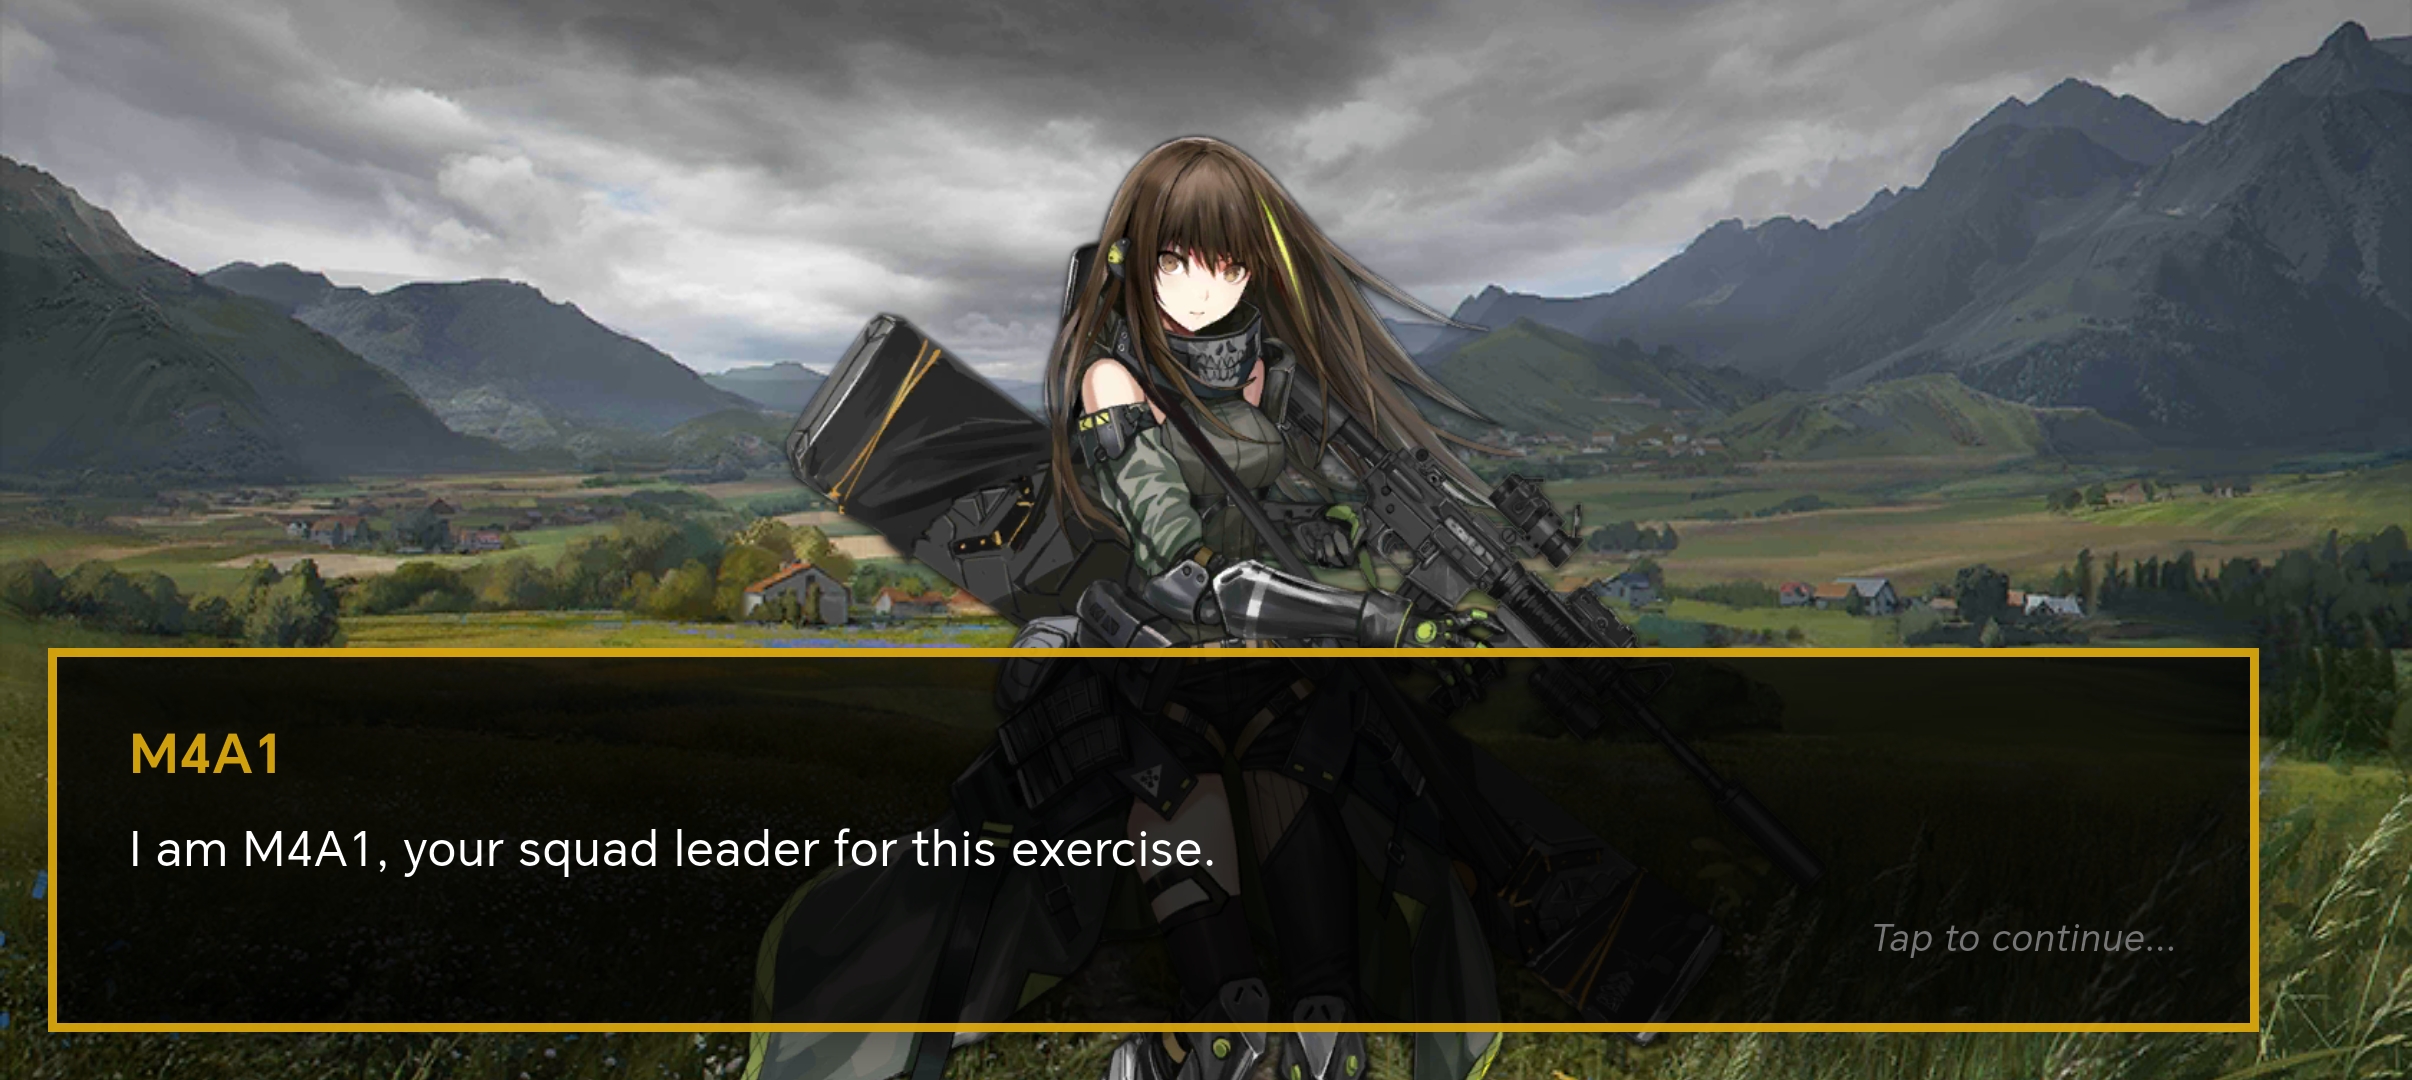 M4A1
I am M4A1, your squad leader for this exercise.
Tap to continue...